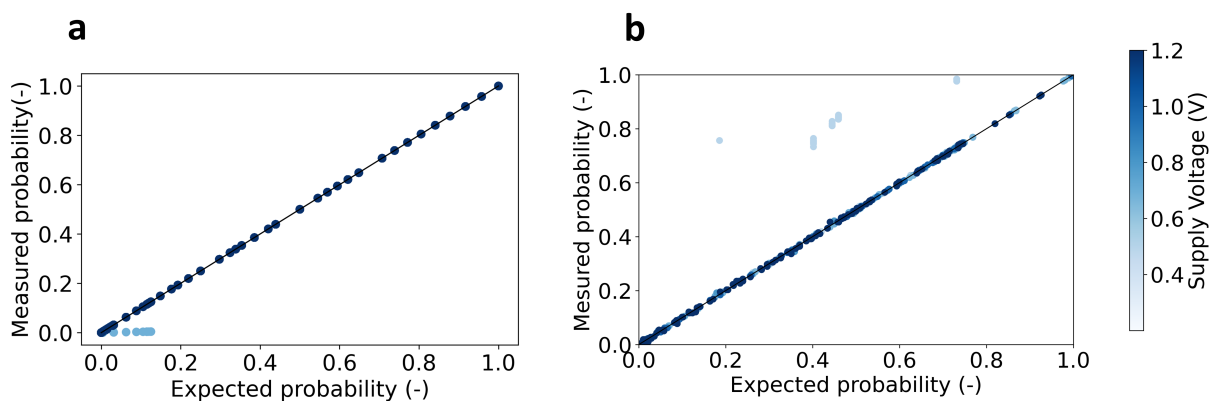 a
Measured probability(-)
1.0
0.8
0.6
0.4
0.2
0.0
0.0 0.2 0.4 0.6 0.8 1.0
Expected probability (-)
b
Mesured probability (-)
1.0
0.8
0.6
0.4
0.2
0.0
0.0 0.2 0.4 0.6 0.8 1.0
Expected probability (-)
1.2
1.0
0.8
0.6
0.4
Supply Voltage (V)